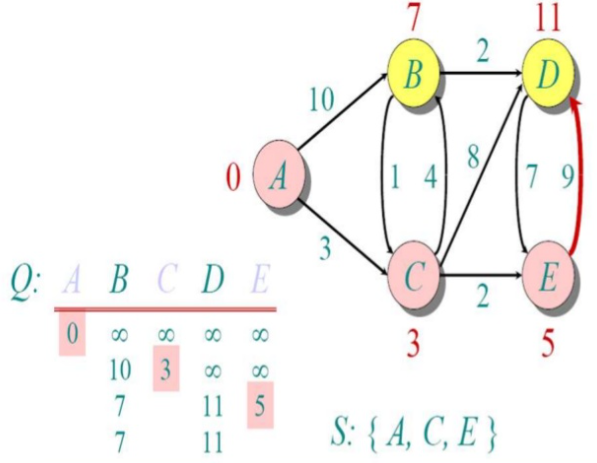 7 11
B 2 D
10
0 A 1 4 8 7 9
3
C 2 E
3 5
Q: A B C D E
0 ∞ ∞ ∞ ∞
10 3 ∞ ∞
7 11 5
7 11
S: { A, C, E }